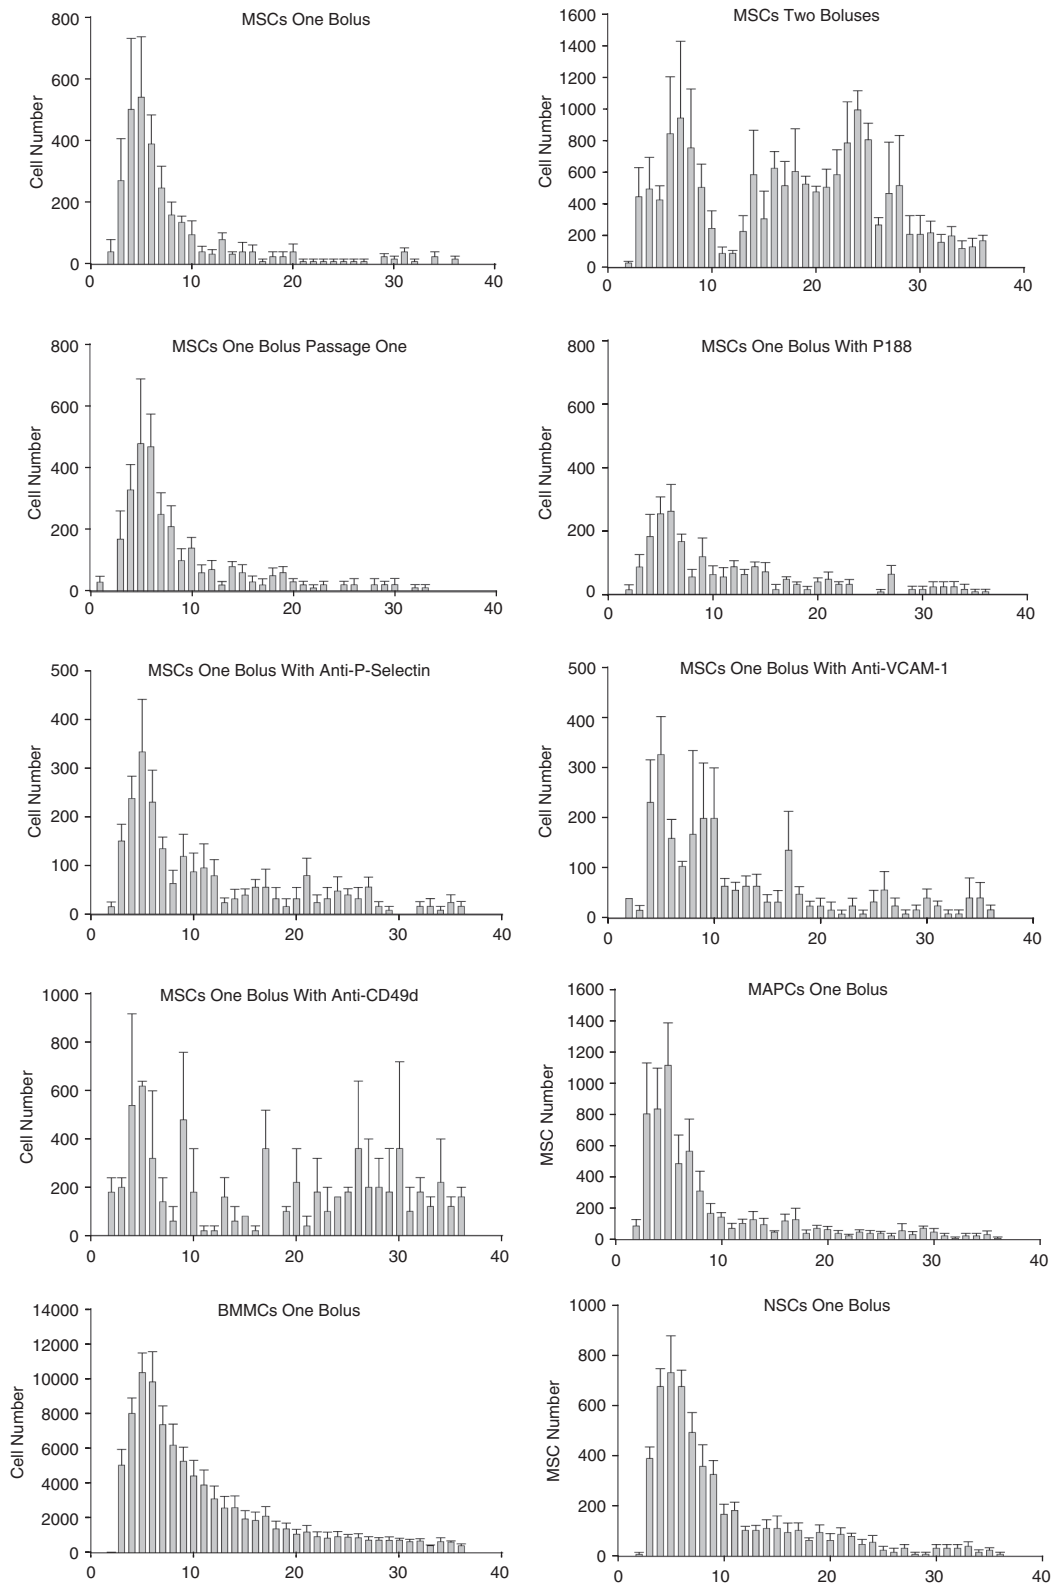 MSCs One Bolus
800
600
400
200
0
Cell Number
0 10 20 30 40
MSCs Two Boluses
1600
1400
1200
1000
800
600
400
200
0
Cell Number
0 10 20 30 40
MSCs One Bolus Passage One
800
600
400
200
0
Cell Number
0 10 20 30 40
MSCs One Bolus With P188
800
600
400
200
0
Cell Number
0 10 20 30 40
MSCs One Bolus With Anti-P-Selectin
500
400
300
200
100
0
Cell Number
0 10 20 30 40
MSCs One Bolus With Anti-VCAM-1
500
400
300
200
100
0
Cell Number
0 10 20 30 40
MSCs One Bolus With Anti-CD49d
1000
800
600
400
200
0
Cell Number
0 10 20 30 40
MAPCs One Bolus
1600
1400
1200
1000
800
600
400
200
0
MSC Number
0 10 20 30 40
BMMCs One Bolus
14000
12000
10000
8000
6000
4000
2000
0
Cell Number
0 10 20 30 40
NSCs One Bolus
1000
800
600
400
200
0
MSC Number
0 10 20 30 40